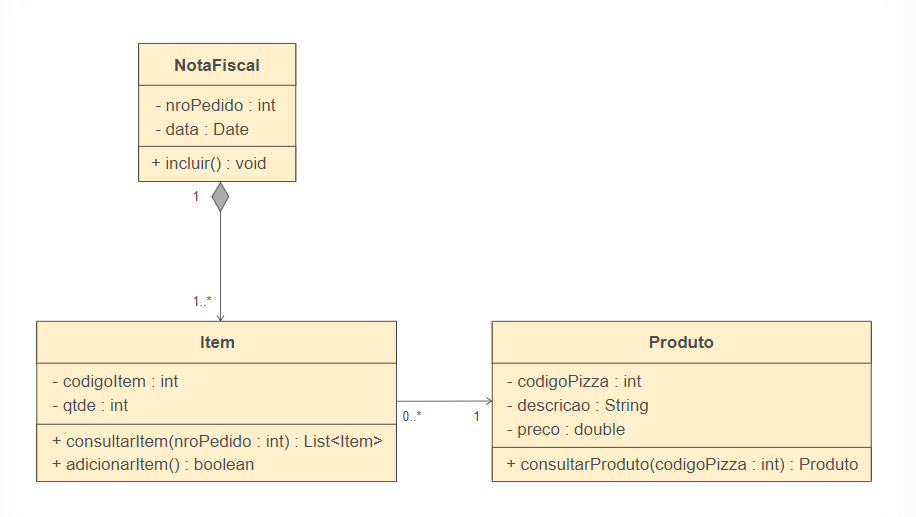 NotaFiscal
- nroPedido : int
- data : Date
+ incluir() : void
1
1..*
Item
- codigoItem : int
- qtde : int
+ consultarItem(nroPedido : int) : List<Item>
+ adicionarItem() : boolean
0..*
1
Produto
- codigoPizza : int
- descricao : String
- preco : double
+ consultarProduto(codigoPizza : int) : Produto